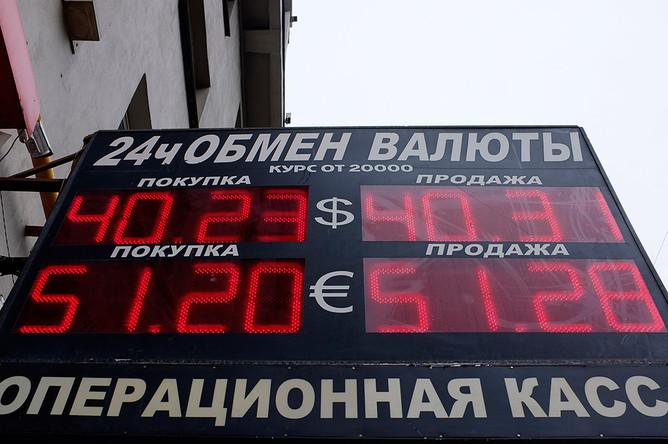 24ч ОБМЕН ВАЛЮТЫ
КУРС ОТ 20000
ПОКУПКА ПРОДАЖА
40.23 $ 40.31
ПОКУПКА ПРОДАЖА
51.20 € 51.28
ОПЕРАЦИОННАЯ КАСС